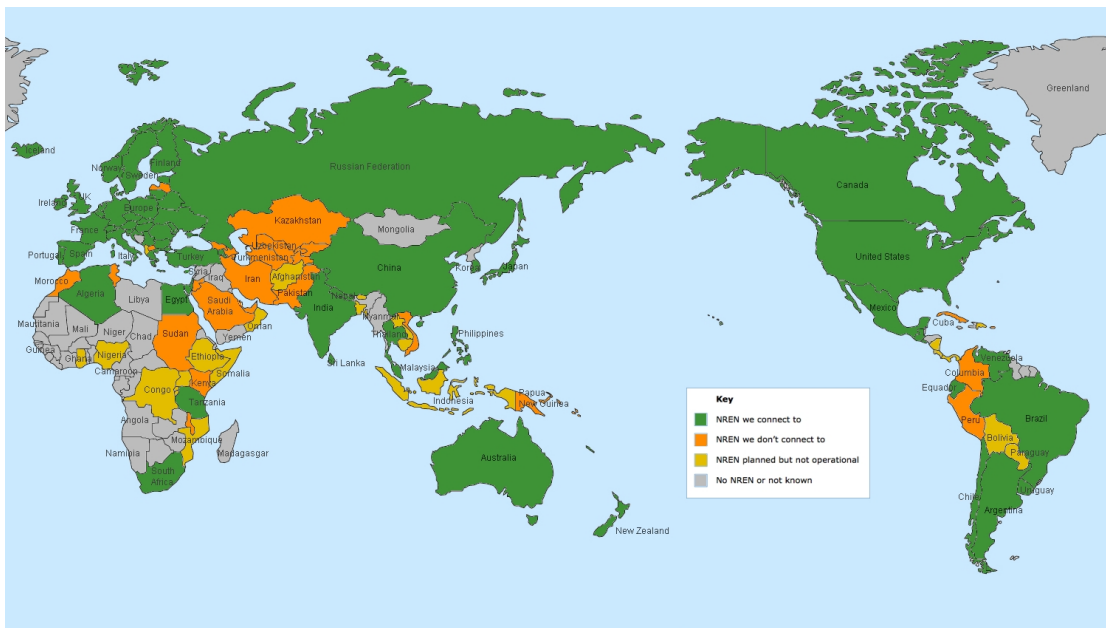 Greenland
Iceland
Norway
Finland
Sweden
Russian Federation
Canada
UK
Ireland
Europe
France
Kazakhstan
Mongolia
United States
Portugal
Spain
Italy
Turkey
Uzbekistan
Turkmenistan
China
Korea
Japan
Syria
Iraq
Iran
Afghanistan
Morocco
Algeria
Libya
Egypt
Pakistan
Nepal
Mexico
Saudi
Arabia
India
Myanmar
Cuba
Mautitania
Mali
Niger
Chad
Sudan
Oman
Yemen
Thailand
Philippines
Guinea
Ghana
Nigeria
Ethiopia
Cameroon
Somalia
Sri Lanka
Malaysia
Venezuela
Columbia
Equador
Congo
Kenya
Tanzania
Indonesia
Papua
New Guinea
Brazil
Peru
Angola
Mozambique
Bolivia
Namibia
Madagasgar
Australia
Paraguay
South
Africa
Chile
Uruguay
Argentina
New Zealand
Key
NREN we connect to
NREN we don't connect to
NREN planned but not operational
No NREN or not known